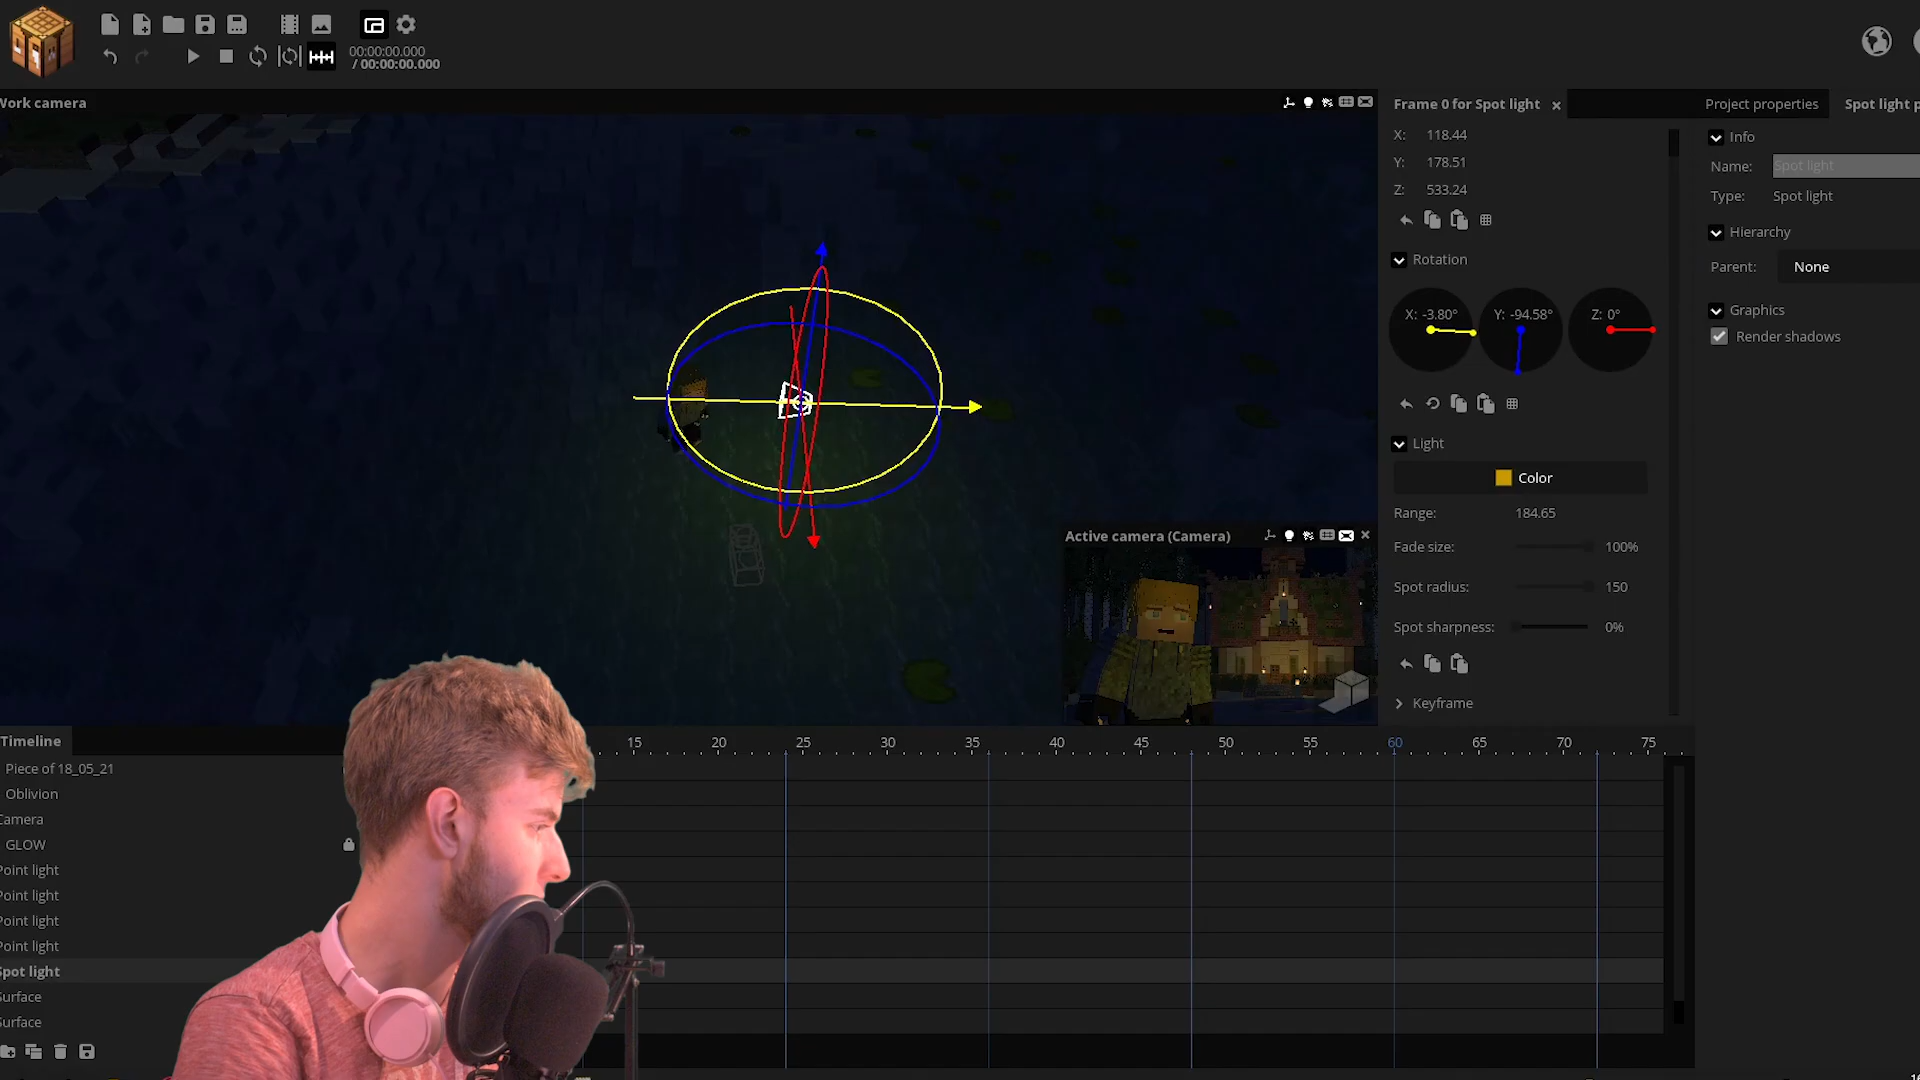 00:00:00.000
/ 00:00:00.000
Work camera
Frame 0 for Spot light
Project properties
Spot light p
X: 118.44
Y: 178.51
Z: 533.24
Info
Name: Spot light
Type: Spot light
Hierarchy
Parent: None
Rotation
X: -3.80° Y: -94.58° Z: 0°
Graphics
Render shadows
Light
Color
Range: 184.65
Fade size: 100%
Spot radius: 150
Spot sharpness: 0%
Keyframe
Active camera (Camera)
Timeline
15 20 25 30 35 40 45 50 55 60 65 70 75
Piece of 18_05_21
Oblivion
Camera
GLOW
Point light
Point light
Point light
Point light
Spot light
Surface
Surface